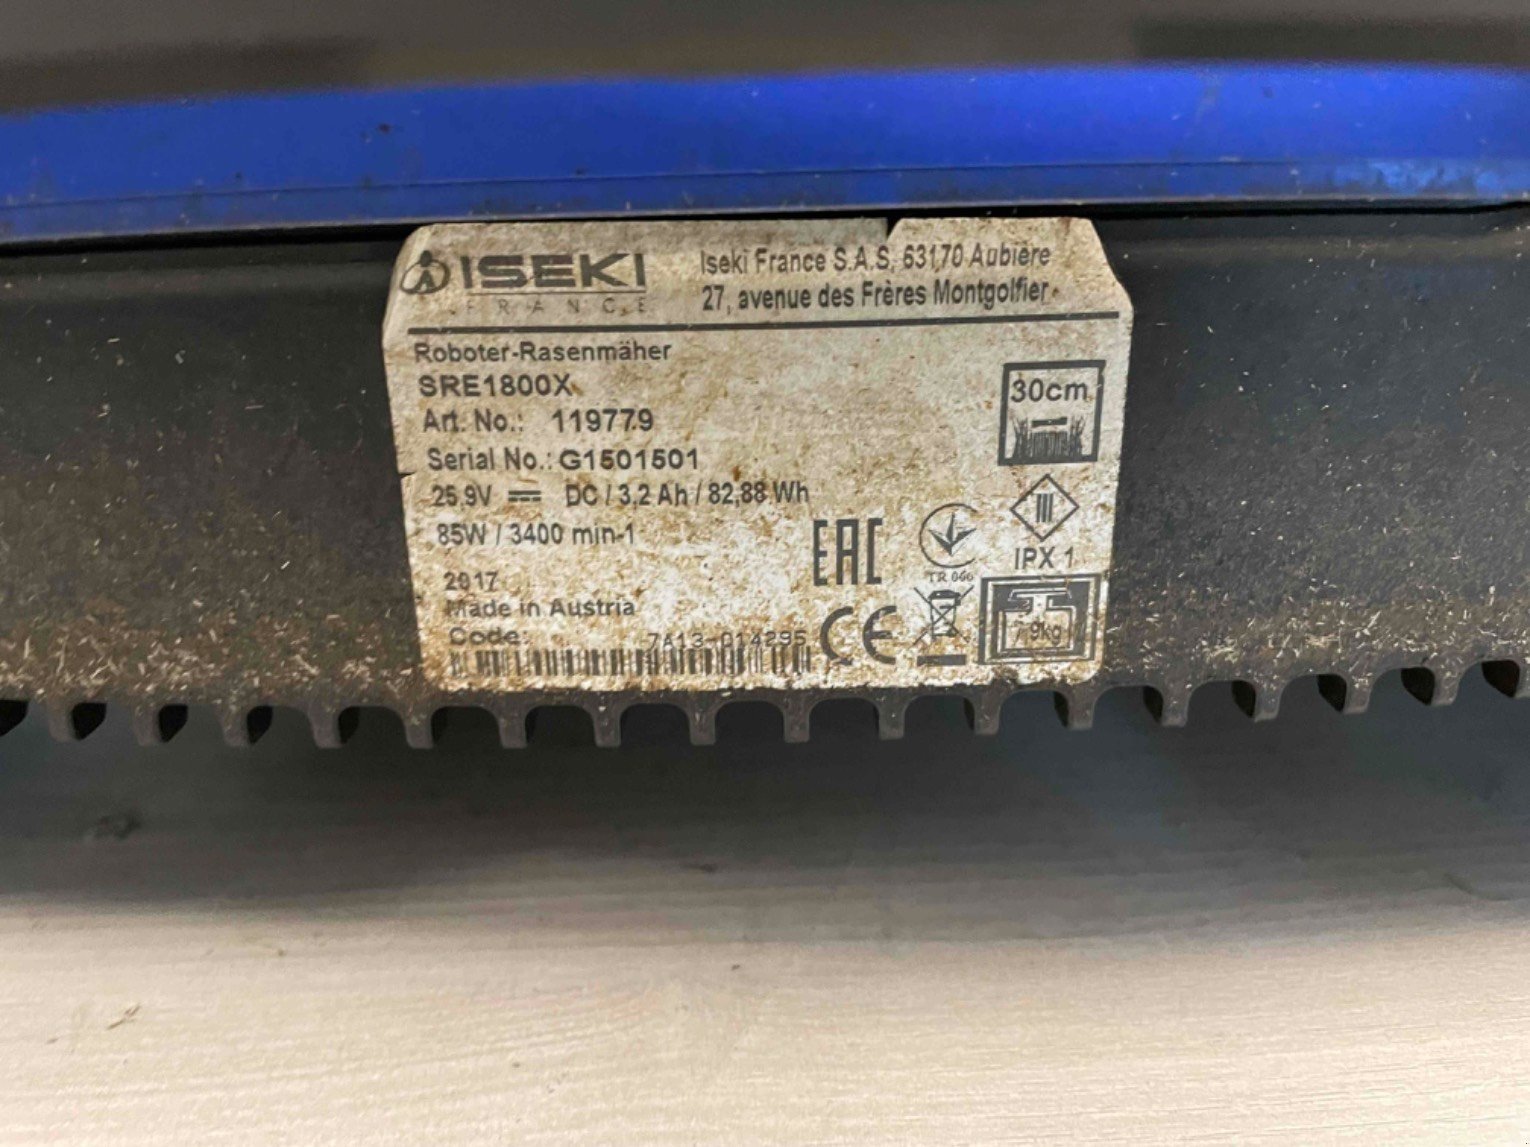 ISEKI
FRANCE
Iseki France S.A.S, 63170 Aubière
27, avenue des Frères Montgolfier
Roboter-Rasenmäher
SRE1800X
Art. No.: 119779
Serial No.: G1501501
25,9V DC / 3,2 Ah / 82,88 Wh
85W / 3400 min-1
2017
Made in Austria
Code: 7A13-014295
30cm
III
IPX 1
EAC
TR 066
CE
7,9kg